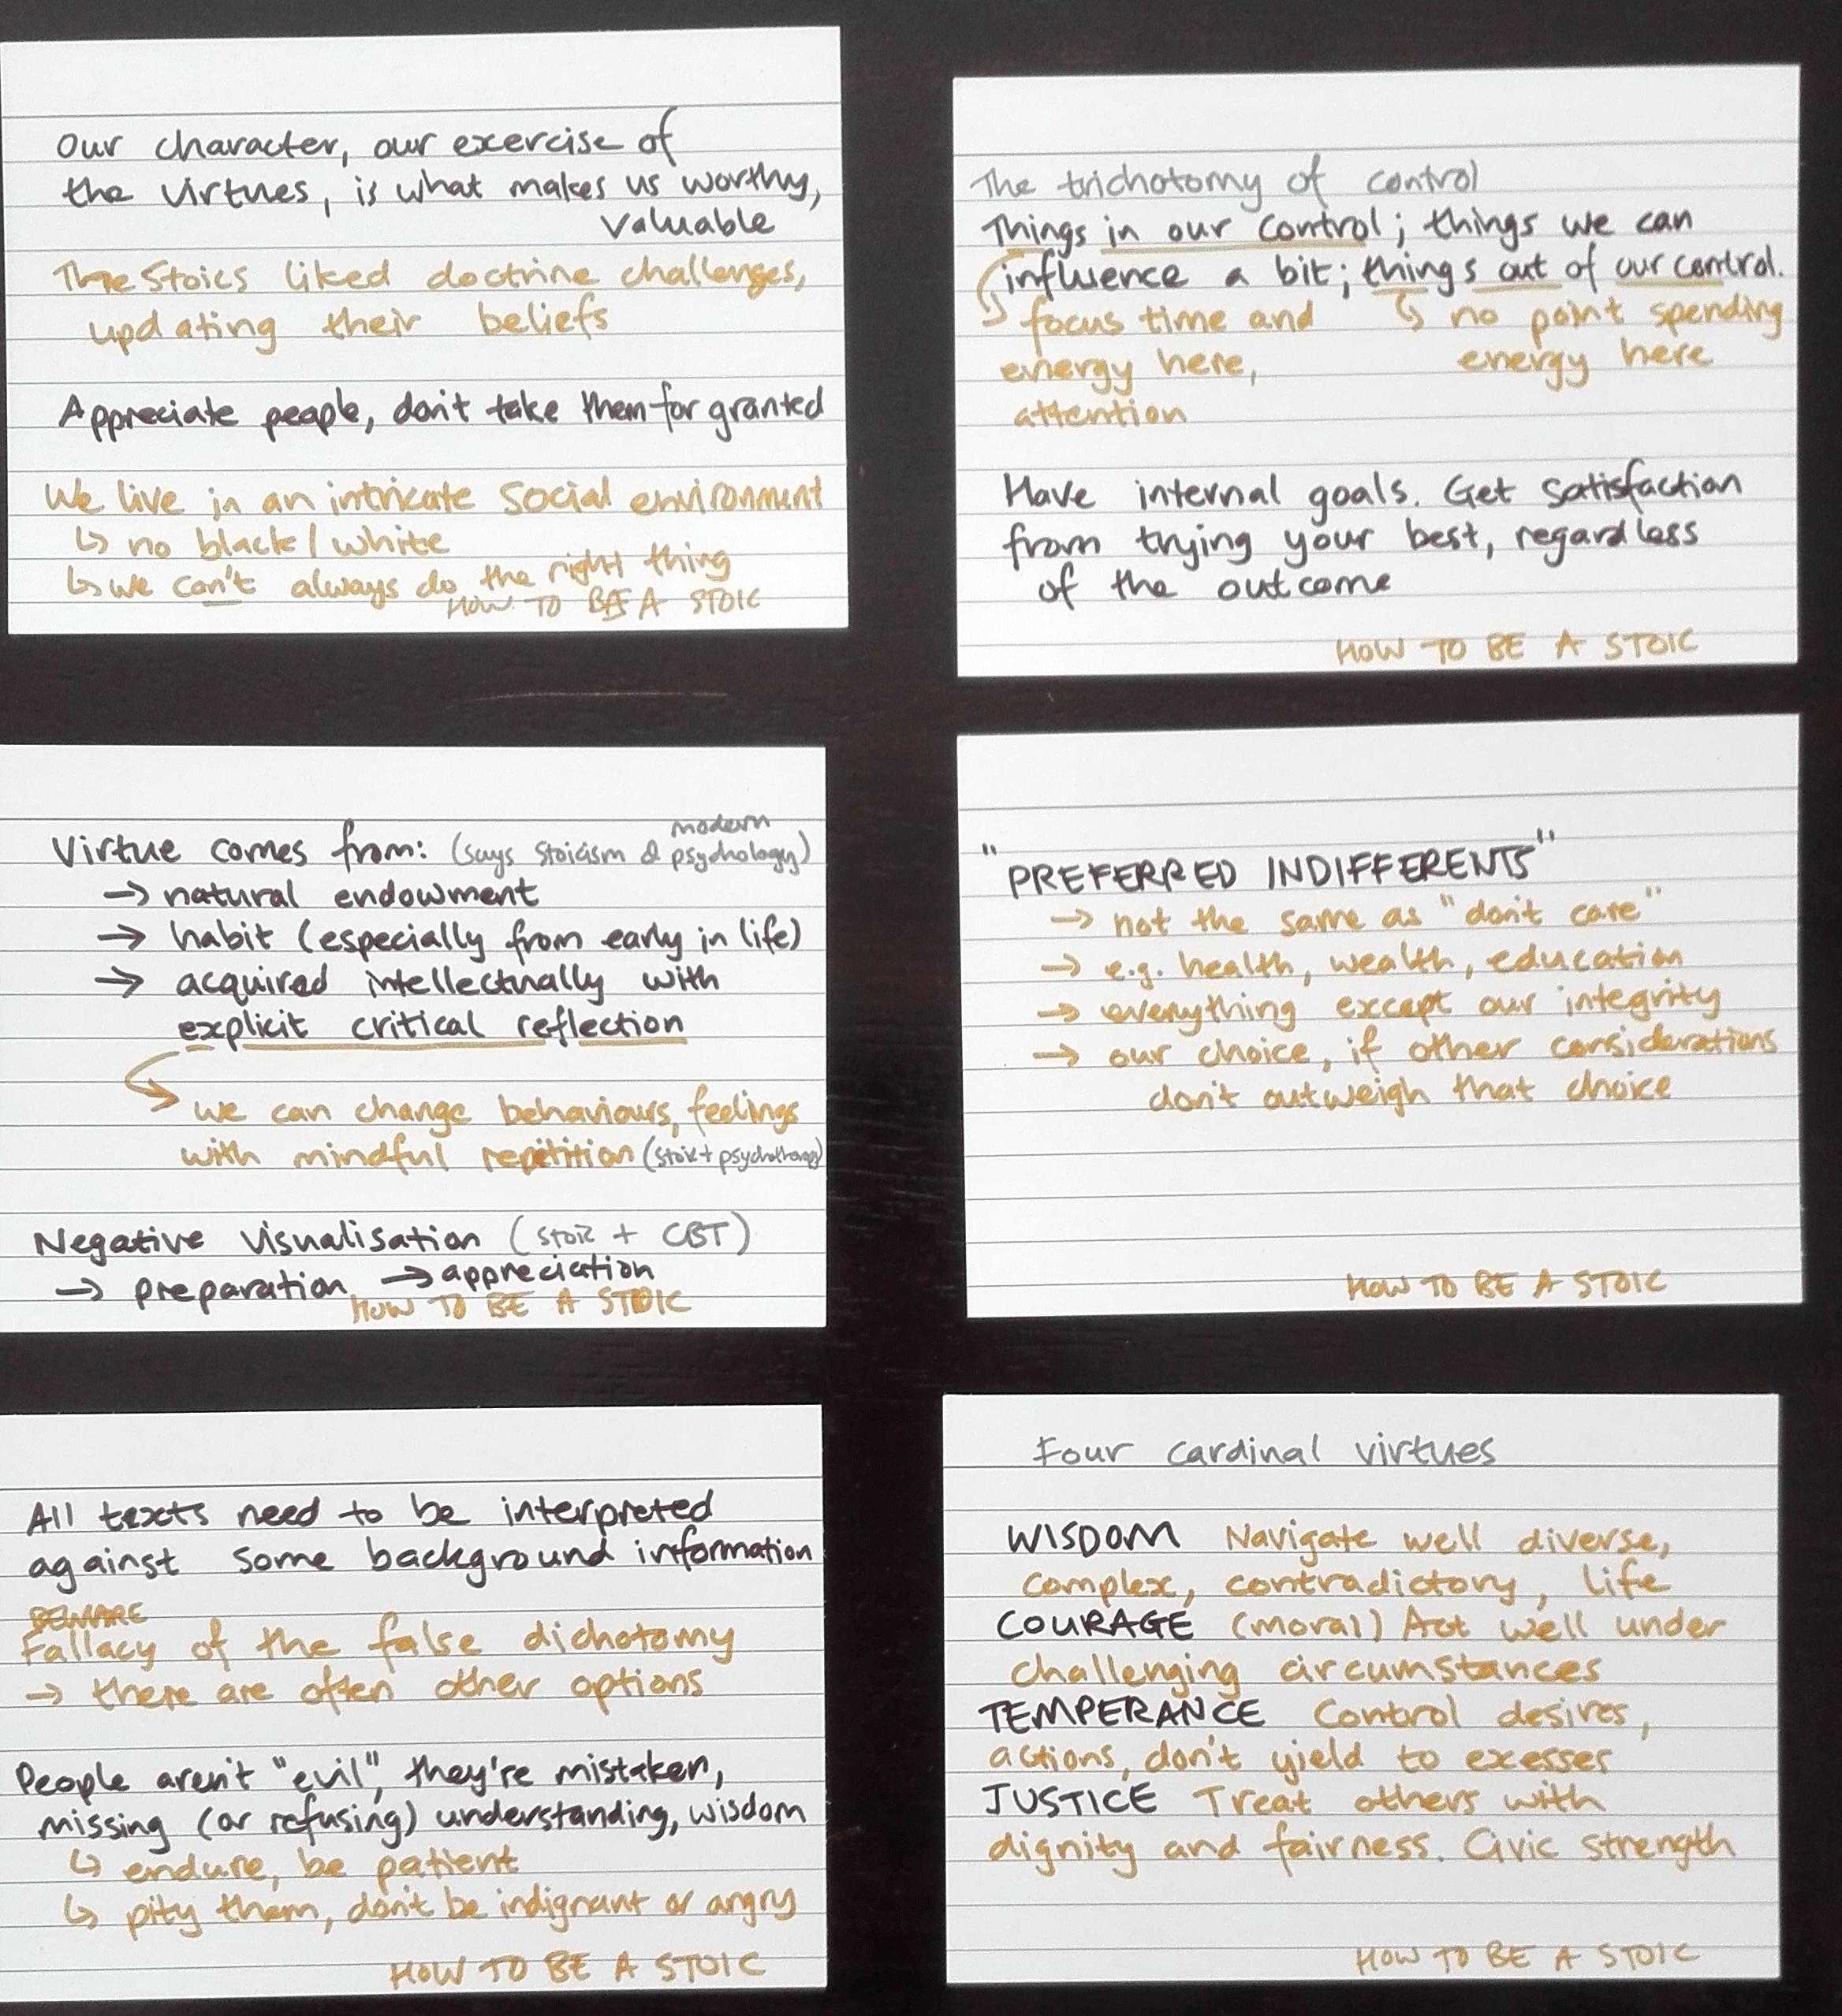 Our character, our exercise of
the virtues, is what makes us worthy,
valuable
The Stoics liked doctrine challenges,
updating their beliefs
Appreciate people, don't take them for granted
We live in an intricate social environment
↳ no black/white
↳ we can't always do the right thing
HOW TO BE A STOIC
The trichotomy of control
Things in our control; things we can
influence a bit; things out of our control.
↳ focus time and
energy here,
attention
↳ no point spending
energy here
Have internal goals. Get satisfaction
from trying your best, regardless
of the outcome
HOW TO BE A STOIC
Virtue comes from: (says Stoicism & modern psychology)
→ natural endowment
→ habit (especially from early in life)
→ acquired intellectually with
explicit critical reflection
↳ we can change behaviours, feelings
with mindful repetition (Stoic + psychotherapy)
Negative visualisation (Stoic + CBT)
→ preparation → appreciation
HOW TO BE A STOIC
"PREFERRED INDIFFERENTS"
→ not the same as "don't care"
→ e.g. health, wealth, education
→ everything except our integrity
→ our choice, if other considerations
don't outweigh that choice
HOW TO BE A STOIC
All texts need to be interpreted
against some background information
BEWARE
Fallacy of the false dichotomy
→ there are often other options
People aren't "evil", they're mistaken,
missing (or refusing) understanding, wisdom
↳ endure, be patient
↳ pity them, don't be indignant or angry
HOW TO BE A STOIC
Four cardinal virtues
WISDOM Navigate well diverse,
complex, contradictory, life
COURAGE (moral) Act well under
challenging circumstances
TEMPERANCE Control desires,
actions, don't yield to excesses
JUSTICE Treat others with
dignity and fairness. Civic strength
HOW TO BE A STOIC